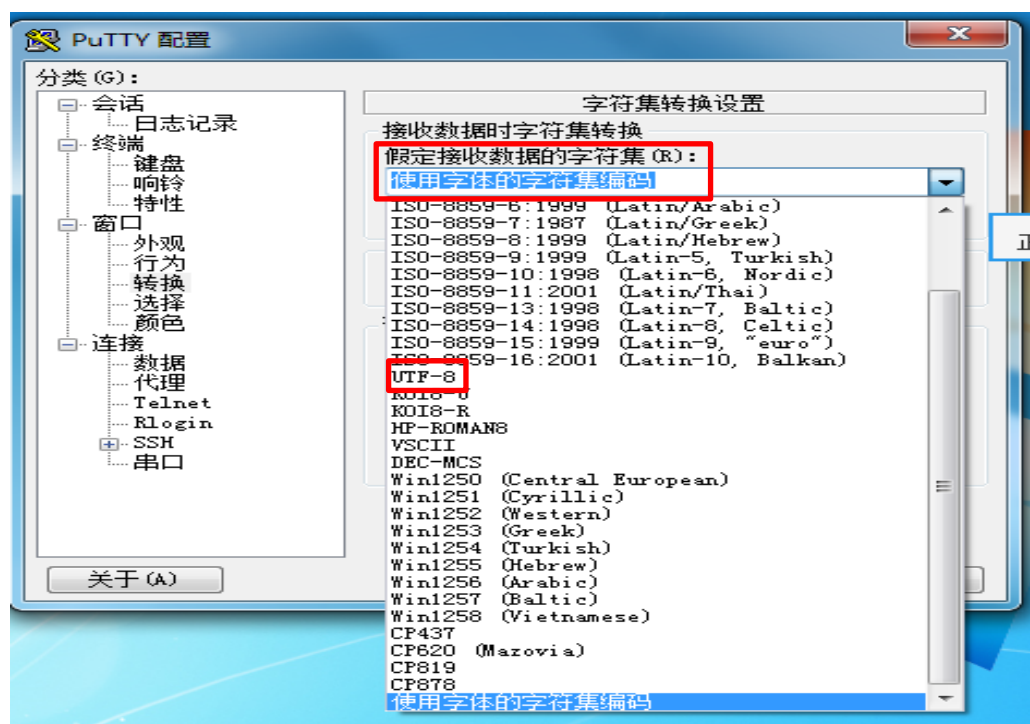 PuTTY 配置
分类(G):
会话
日志记录
终端
键盘
响铃
特性
窗口
外观
行为
转换
选择
颜色
连接
数据
代理
Telnet
Rlogin
SSH
串口
关于(A)
字符集转换设置
接收数据时字符集转换
假定接收数据的字符集(R):
使用字体的字符集编码
ISO-8859-6:1999 (Latin/Arabic)
ISO-8859-7:1987 (Latin/Greek)
ISO-8859-8:1999 (Latin/Hebrew)
ISO-8859-9:1999 (Latin-5, Turkish)
ISO-8859-10:1998 (Latin-6, Nordic)
ISO-8859-11:2001 (Latin/Thai)
ISO-8859-13:1998 (Latin-7, Baltic)
ISO-8859-14:1998 (Latin-8, Celtic)
ISO-8859-15:1999 (Latin-9, "euro")
ISO-8859-16:2001 (Latin-10, Balkan)
UTF-8
KOI8-U
KOI8-R
HP-ROMAN8
VSCII
DEC-MCS
Win1250 (Central European)
Win1251 (Cyrillic)
Win1252 (Western)
Win1253 (Greek)
Win1254 (Turkish)
Win1255 (Hebrew)
Win1256 (Arabic)
Win1257 (Baltic)
Win1258 (Vietnamese)
CP437
CP620 (Mazovia)
CP819
CP878
使用字体的字符集编码